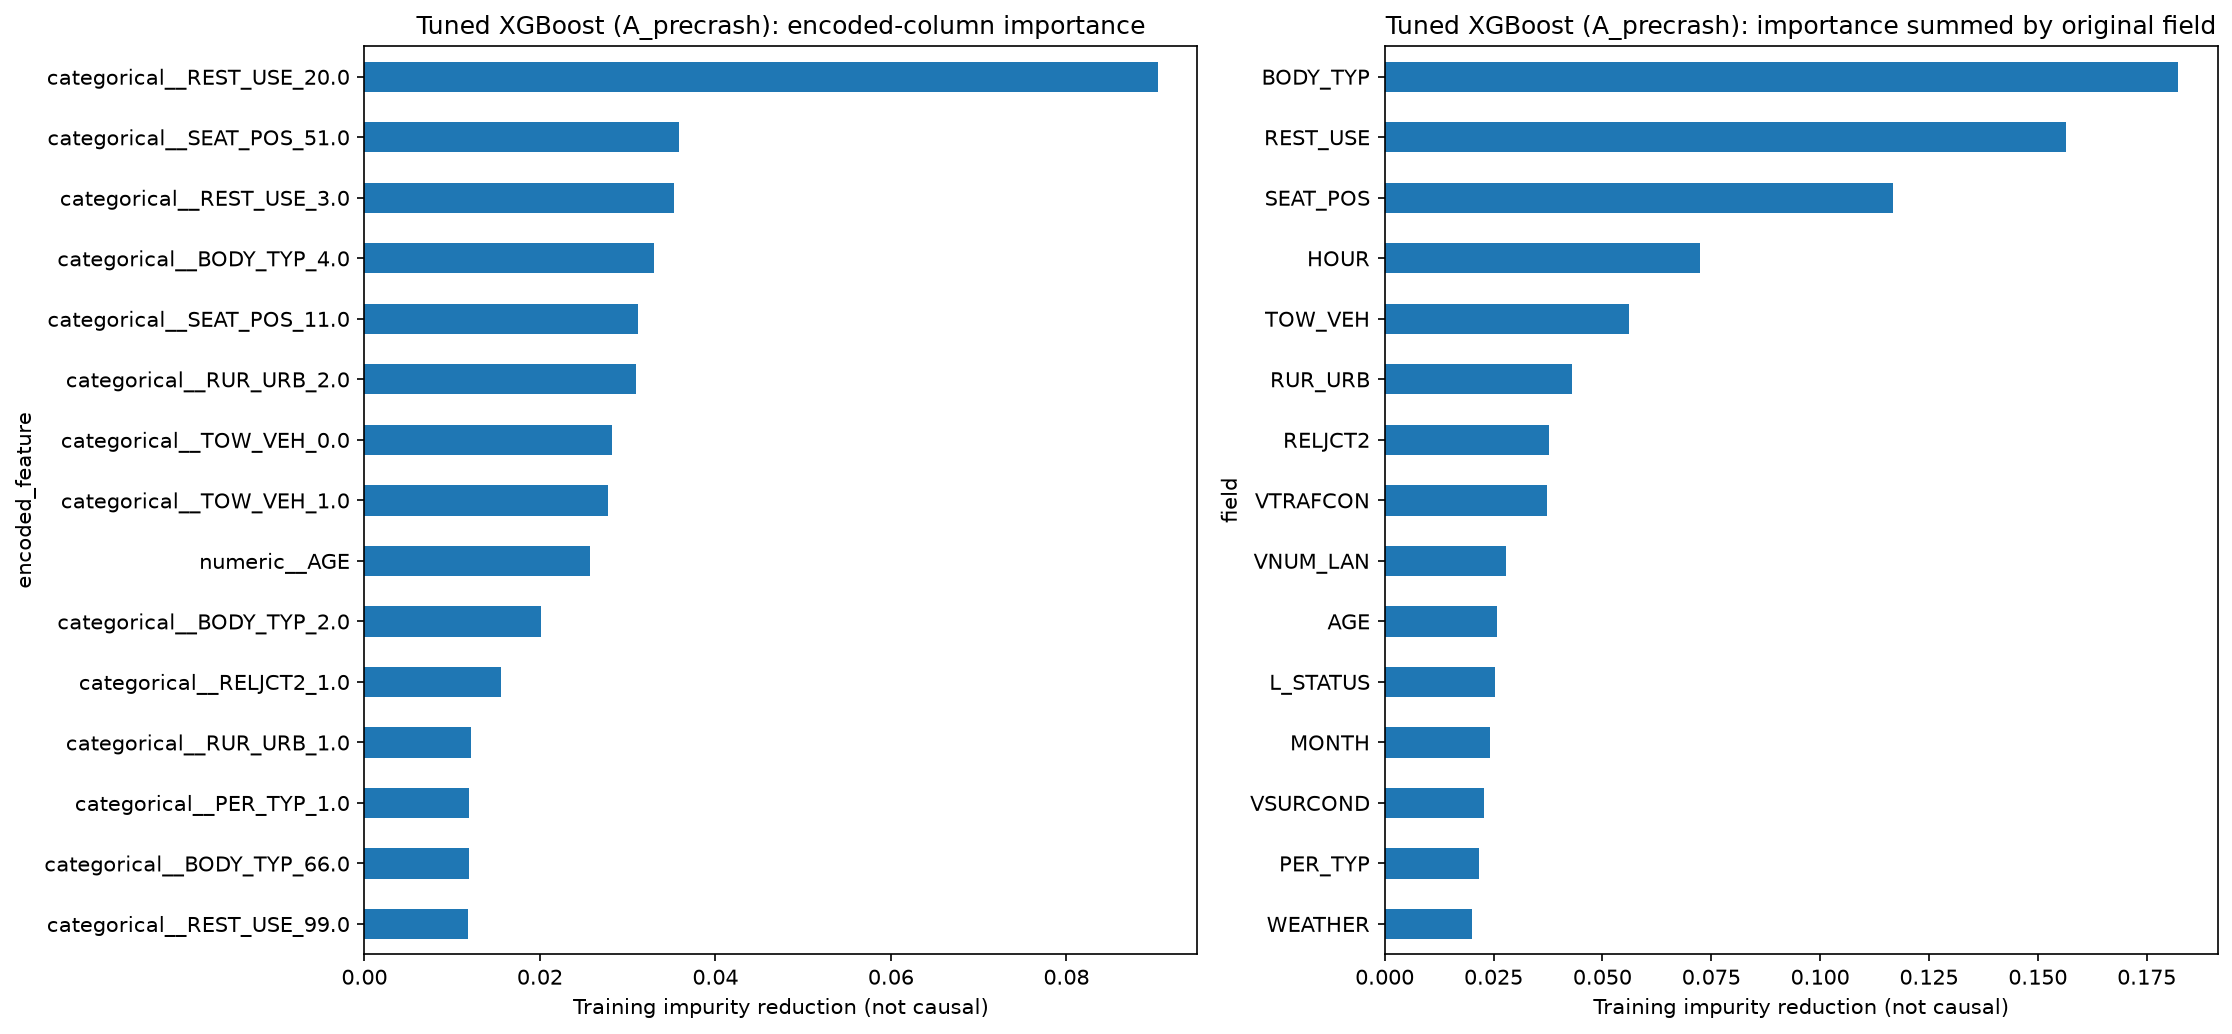 Tuned XGBoost (A_precrash): encoded-column importance
encoded_feature
categorical__REST_USE_20.0
categorical__SEAT_POS_51.0
categorical__REST_USE_3.0
categorical__BODY_TYP_4.0
categorical__SEAT_POS_11.0
categorical__RUR_URB_2.0
categorical__TOW_VEH_0.0
categorical__TOW_VEH_1.0
numeric__AGE
categorical__BODY_TYP_2.0
categorical__RELJCT2_1.0
categorical__RUR_URB_1.0
categorical__PER_TYP_1.0
categorical__BODY_TYP_66.0
categorical__REST_USE_99.0
0.00 0.02 0.04 0.06 0.08
Training impurity reduction (not causal)
Tuned XGBoost (A_precrash): importance summed by original field
field
BODY_TYP
REST_USE
SEAT_POS
HOUR
TOW_VEH
RUR_URB
RELJCT2
VTRAFCON
VNUM_LAN
AGE
L_STATUS
MONTH
VSURCOND
PER_TYP
WEATHER
0.000 0.025 0.050 0.075 0.100 0.125 0.150 0.175
Training impurity reduction (not causal)